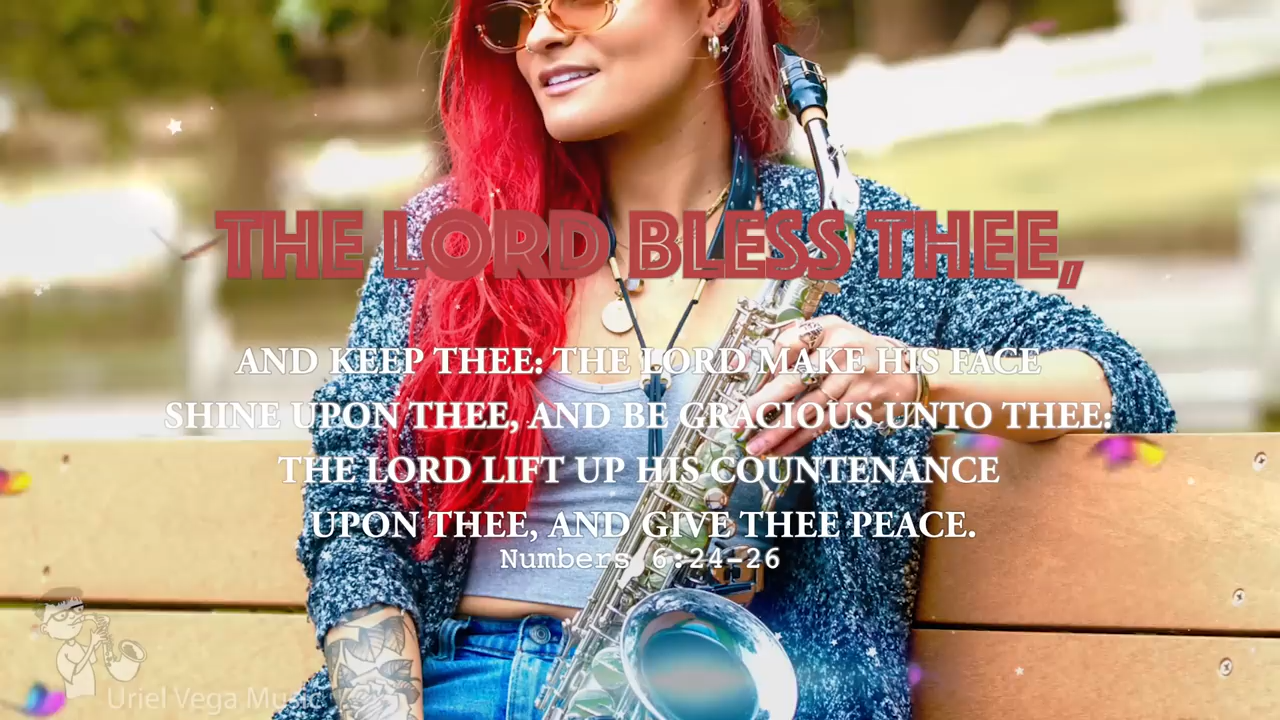 THE LORD BLESS THEE,
AND KEEP THEE: THE LORD MAKE HIS FACE
SHINE UPON THEE, AND BE GRACIOUS UNTO THEE:
THE LORD LIFT UP HIS COUNTENANCE
UPON THEE, AND GIVE THEE PEACE.
Numbers 6:24-26
Uriel Vega Music